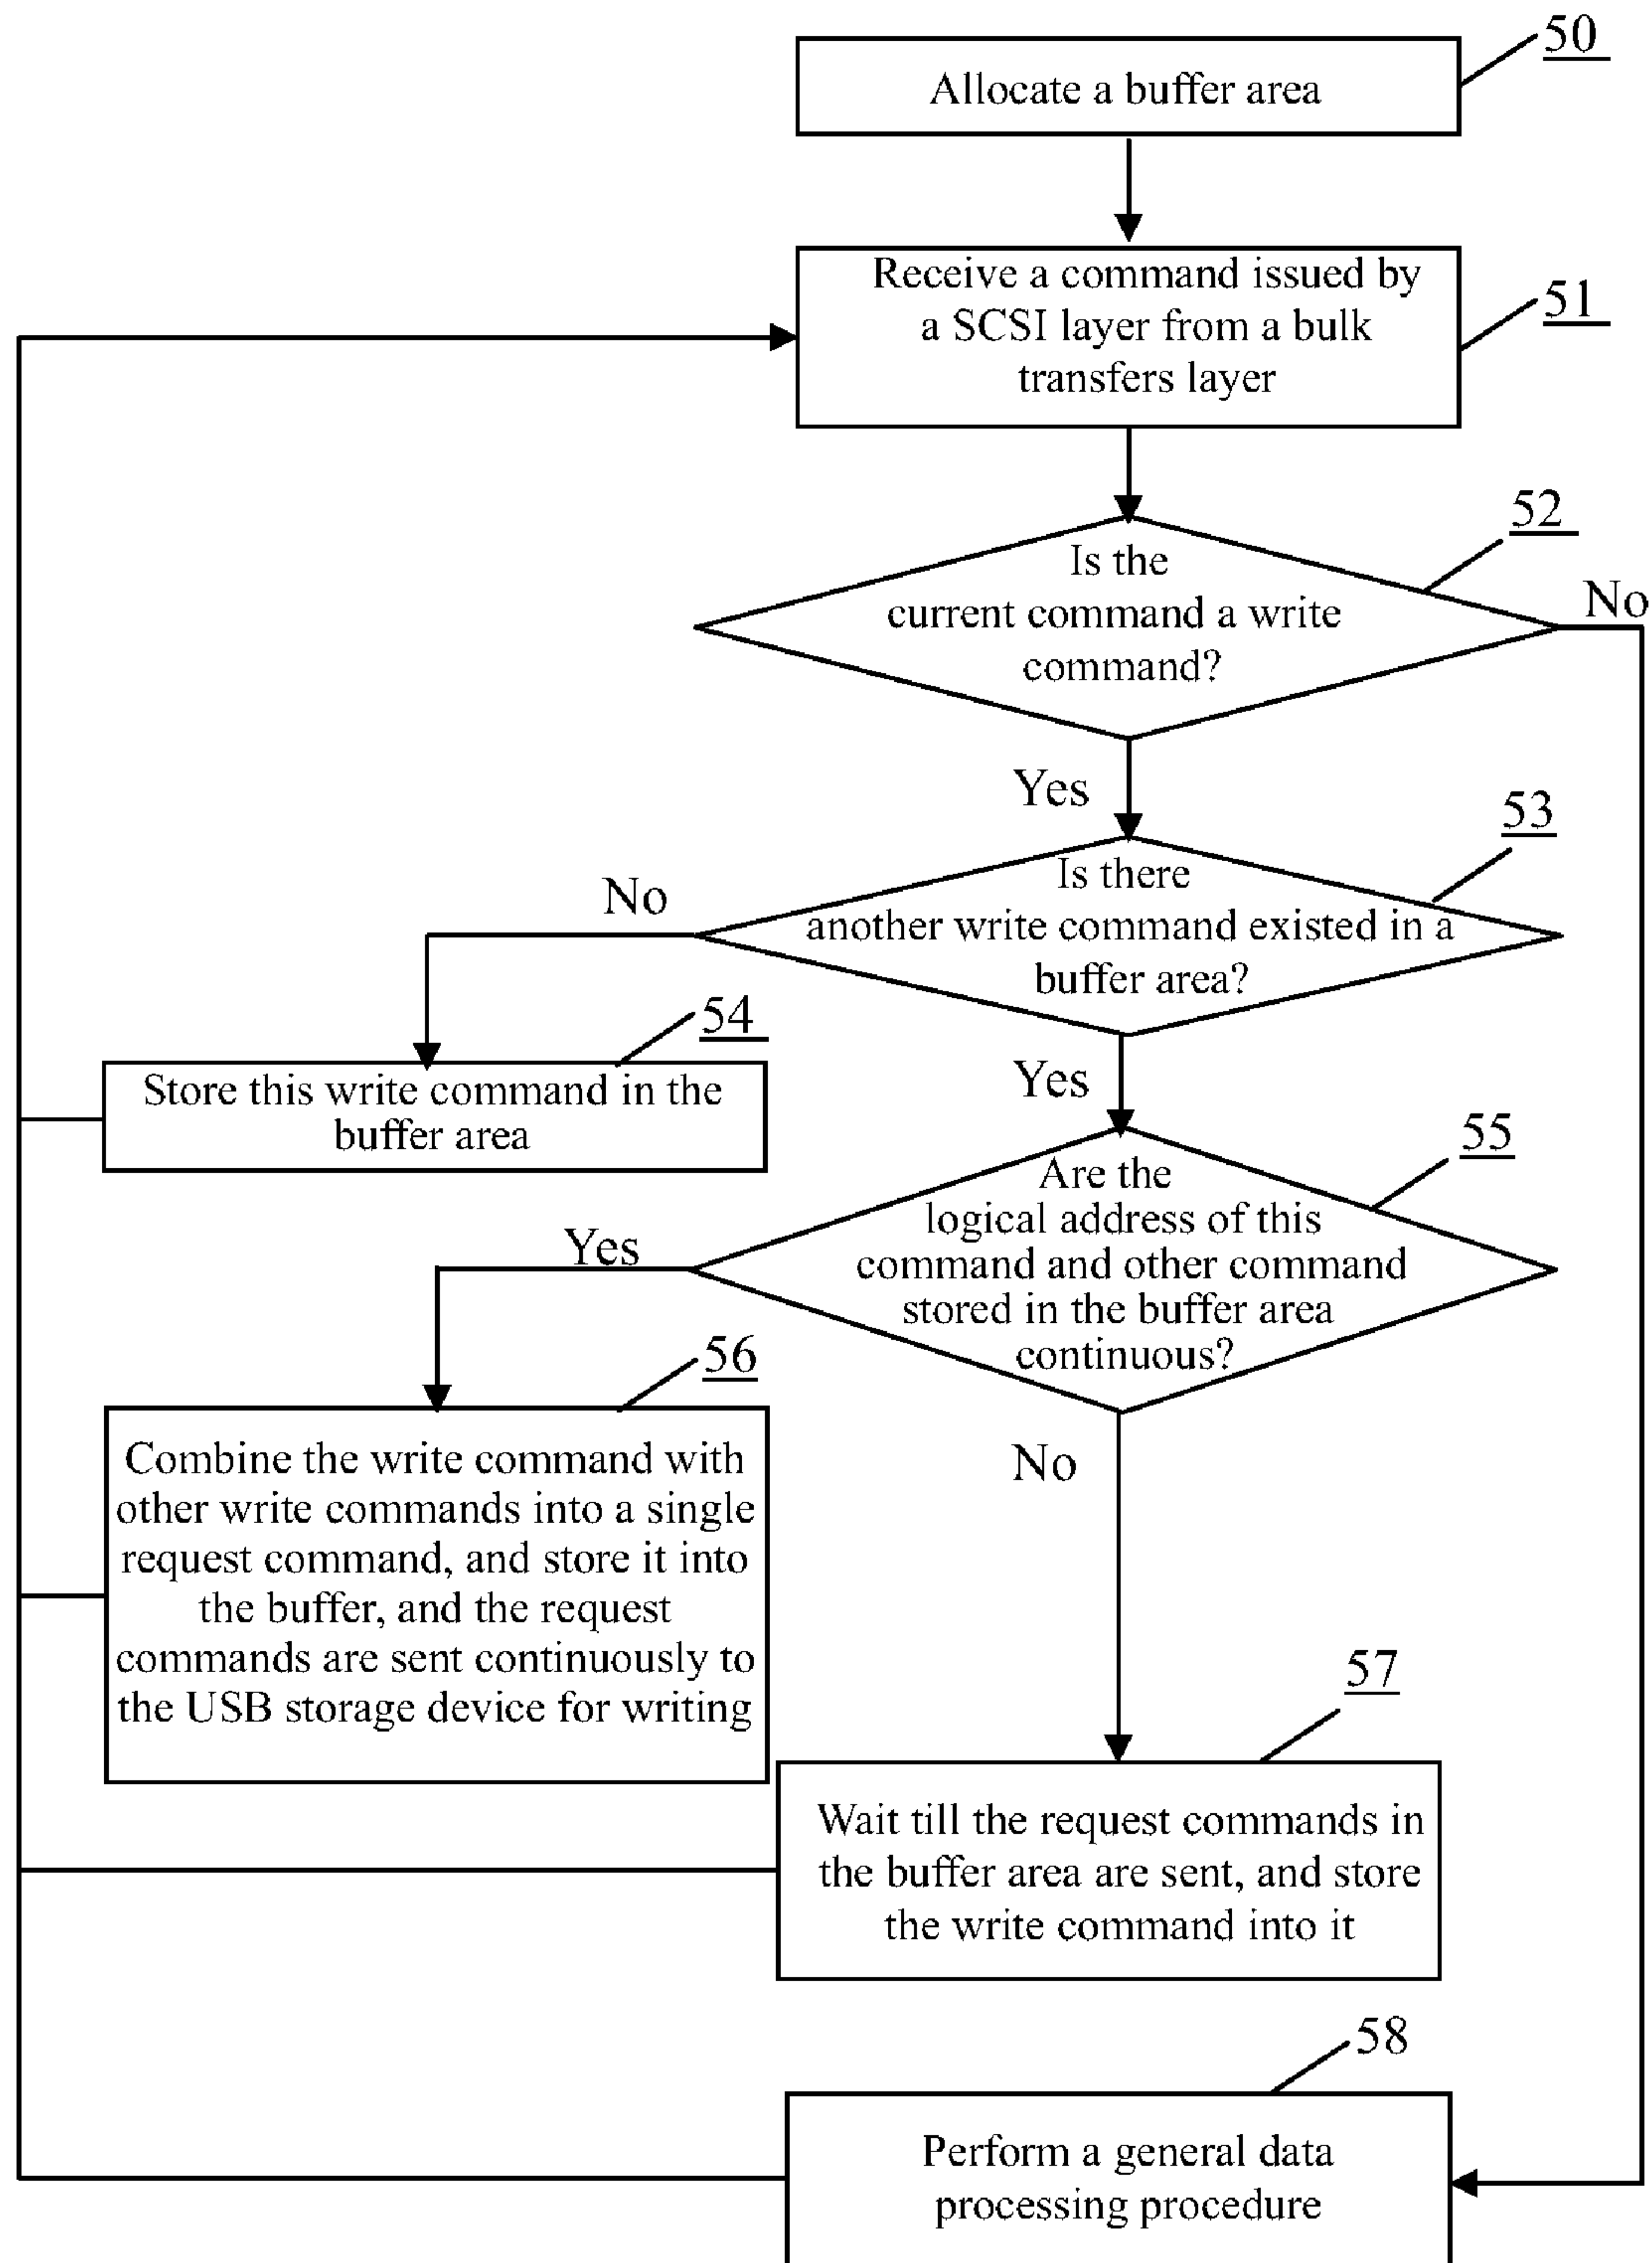 50
Allocate a buffer area
Receive a command issued by
a SCSI layer from a bulk
transfers layer
51
52
Is the
current command a write
command?
No
Yes
53
Is there
another write command existed in a
buffer area?
No
54
Store this write command in the
buffer area
Yes
55
Are the
logical address of this
command and other command
stored in the buffer area
continuous?
Yes
56
Combine the write command with
other write commands into a single
request command, and store it into
the buffer, and the request
commands are sent continuously to
the USB storage device for writing
No
57
Wait till the request commands in
the buffer area are sent, and store
the write command into it
58
Perform a general data
processing procedure